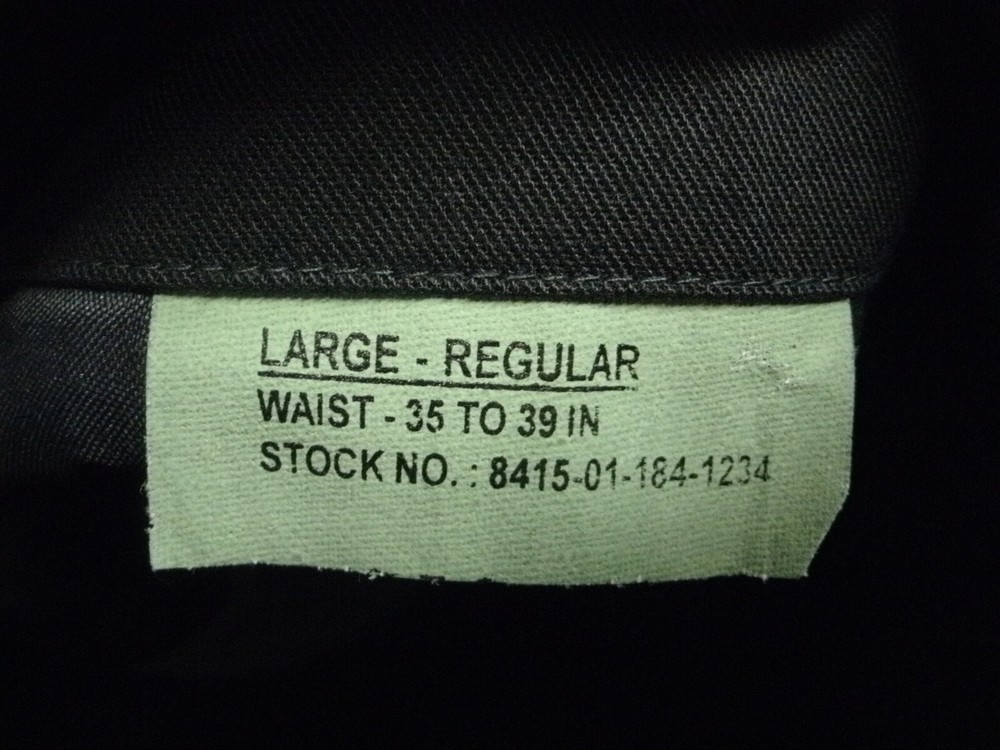 LARGE - REGULAR
WAIST - 35 TO 39 IN
STOCK NO. : 8415-01-184-1234